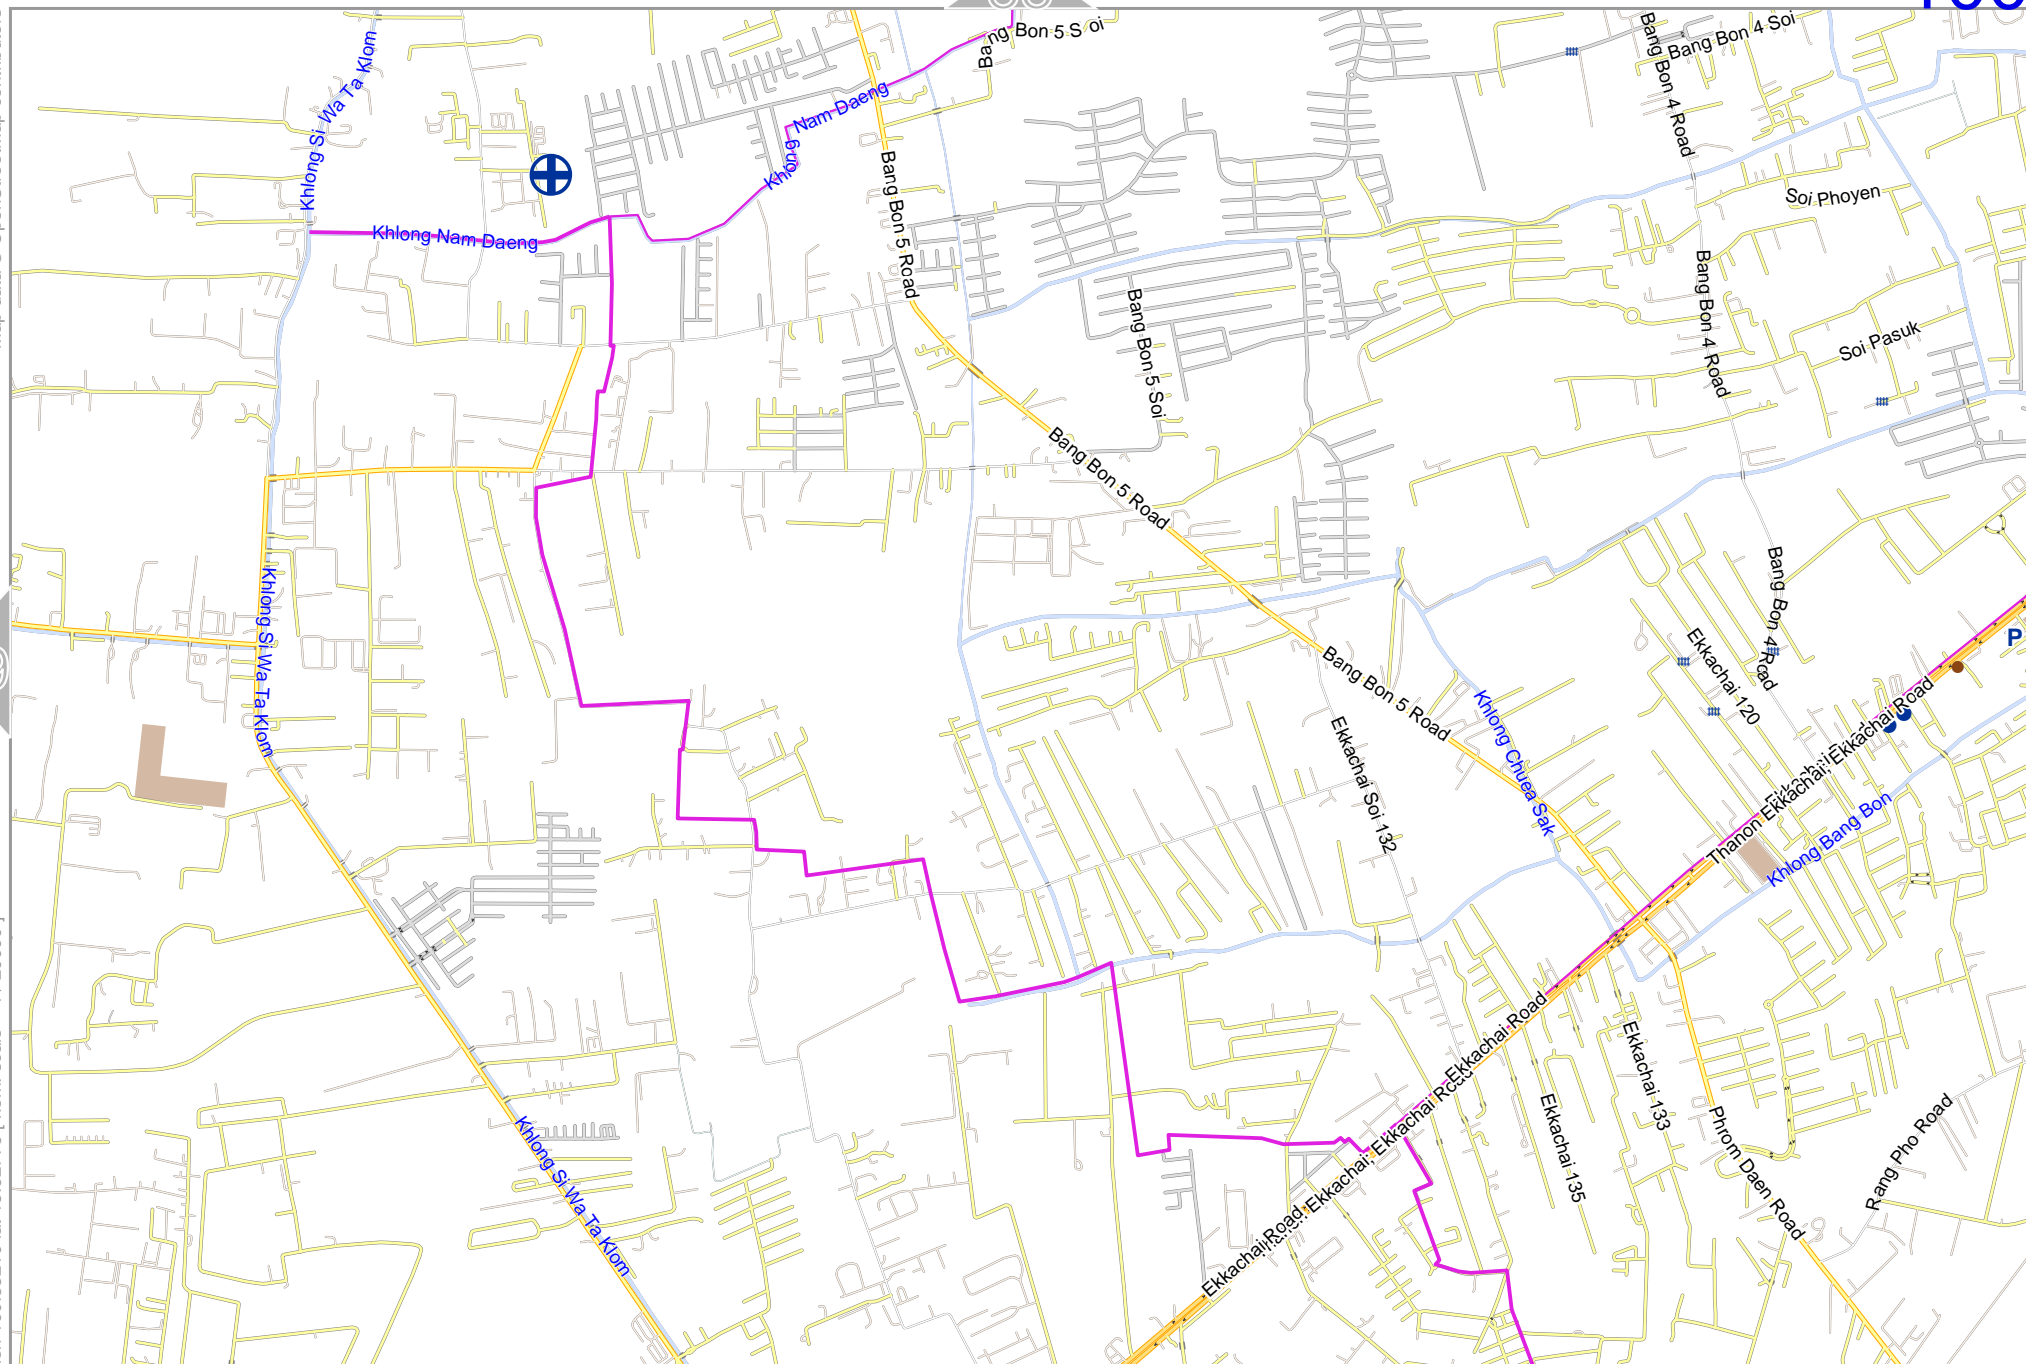 Bang Bon 5 Soi
Bang Bon 4 Soi
Khlong Si Wa Ta Klom
Khlong Nam Daeng
Bang Bon 4 Road
Bang Bon 5 Road
Soi Phoyen
Khlong Nam Daeng
Bang Bon 4 Road
Bang Bon 5 Soi
Soi Pasuk
Bang Bon 5 Road
Bang Bon 4 Road
Khlong Si Wa Ta Klom
P
Ekkachai 120
Bang Bon 5 Road
Khlong Chuea Sak
Ekkachai Soi 132
Thanon Ekkachai; Ekkachai Road
Khlong Bang Bon
Ekkachai Road
Ekkachai 133
Ekkachai 135
Phrom Daen Road
Rang Pho Road
Khlong Si Wa Ta Klom
Thanon Ekkachai; Ekkachai Road
Ekkachai Road